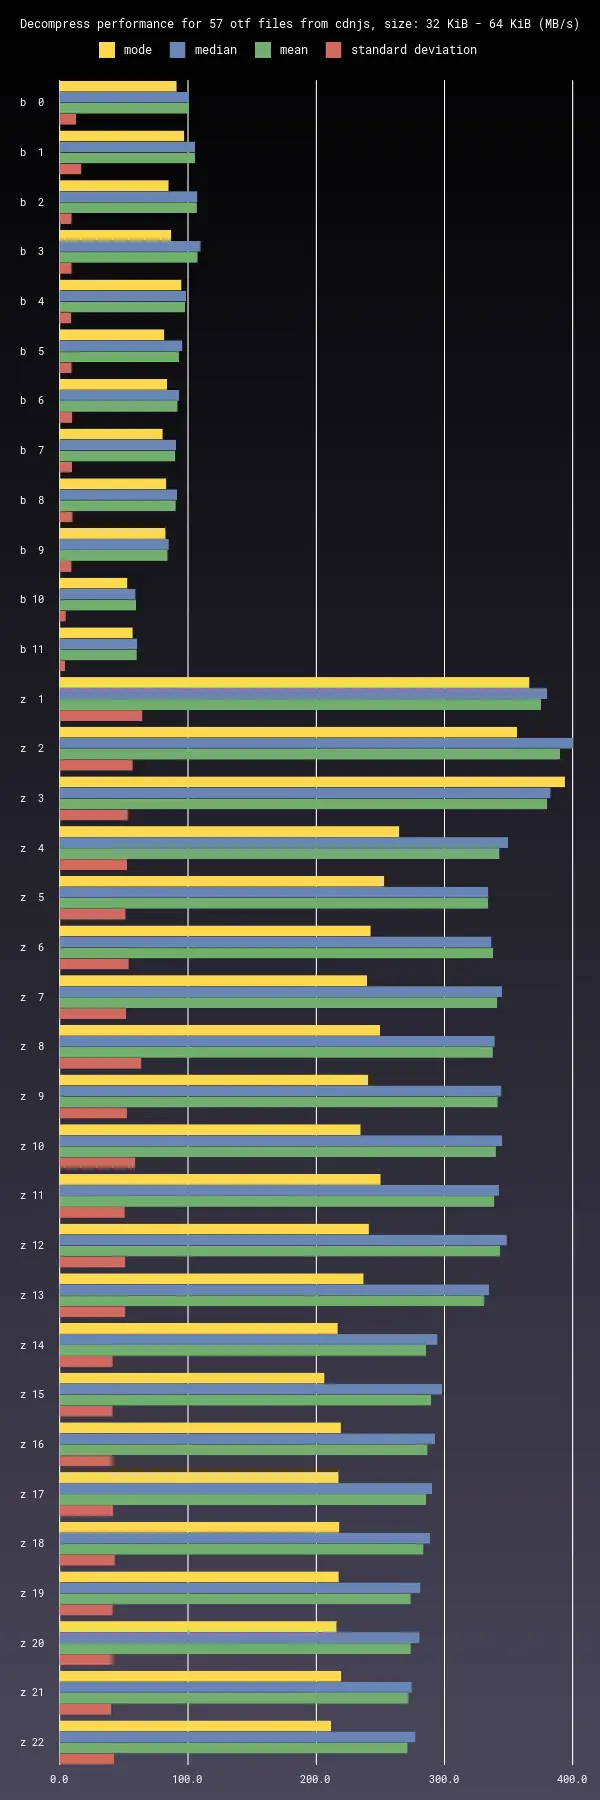 Decompress performance for 57 otf files from cdnjs, size: 32 KiB - 64 KiB (MB/s)
mode median mean standard deviation
b 0
b 1
b 2
b 3
b 4
b 5
b 6
b 7
b 8
b 9
b 10
b 11
z 1
z 2
z 3
z 4
z 5
z 6
z 7
z 8
z 9
z 10
z 11
z 12
z 13
z 14
z 15
z 16
z 17
z 18
z 19
z 20
z 21
z 22
0.0 100.0 200.0 300.0 400.0